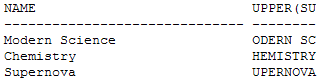 NAME                           UPPER(SU
------------------------------ --------
Modern Science                 ODERN SC
Chemistry                      HEMISTRY
Supernova                      UPERNOVA